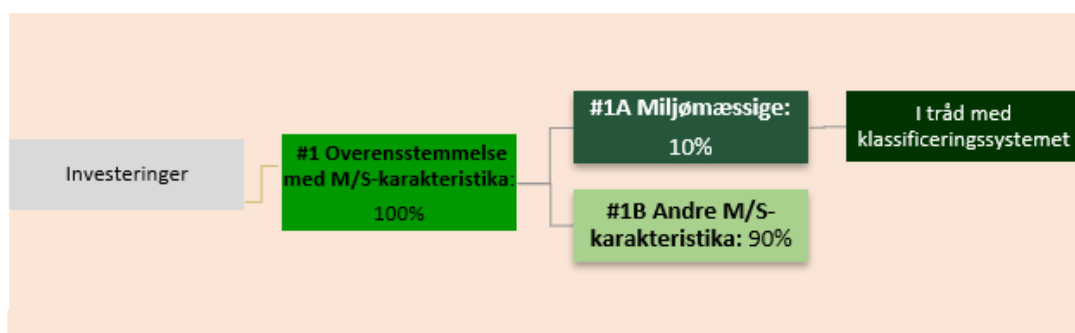 Investeringer
#1 Overensstemmelse
med M/S-karakteristika:
100%
#1A Miljømæssige:
10%
#1B Andre M/S-
karakteristika: 90%
I tråd med
klassificeringssystemet